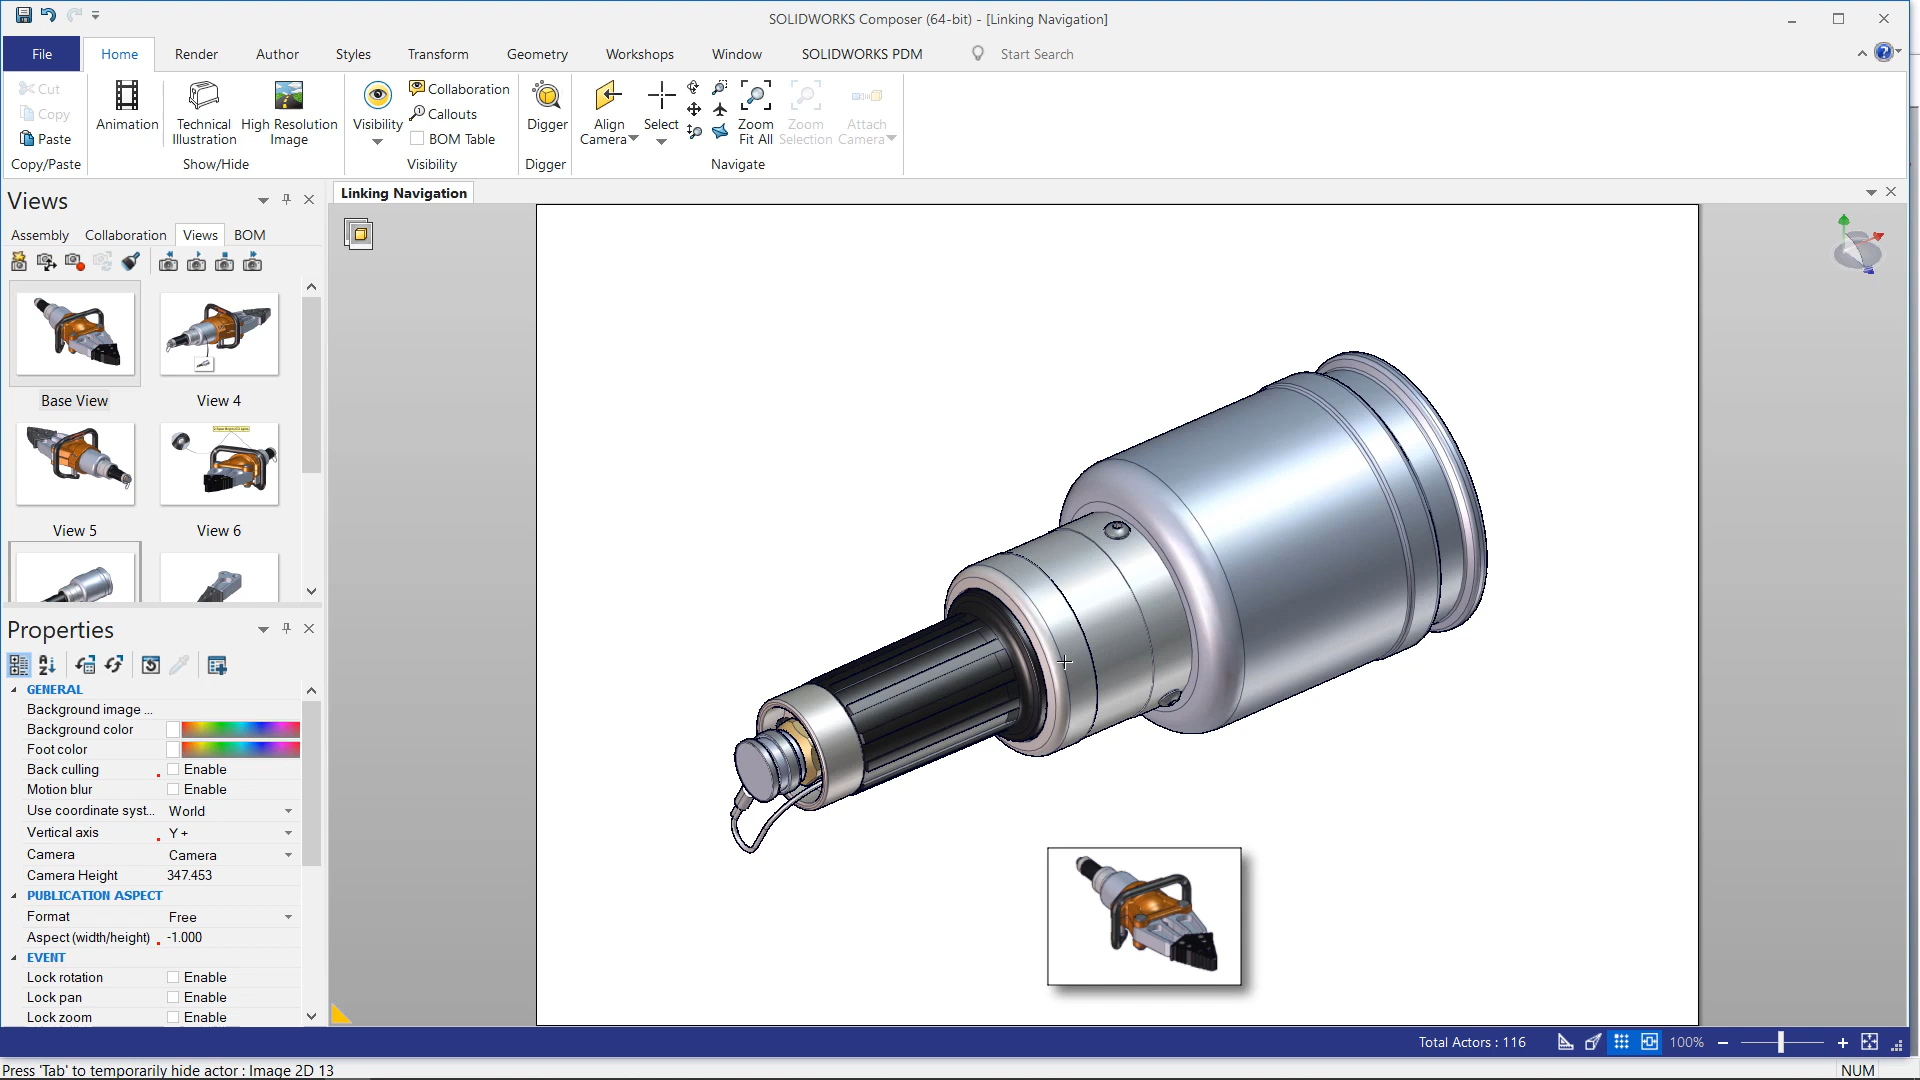 SOLIDWORKS Composer (64-bit) - [Linking Navigation]
File
Home
Render
Author
Transform
Styles
Geometry
Workshops
Window
SOLIDWORKS PDM
Start Search
Cut
Copy
Paste
Copy/Paste
Animation
Technical
Illustration
High Resolution
Image
Show/Hide
Visibility
Collaboration
Callouts
BOM Table
Visibility
Digger
Digger
Align
Camera
Select
Zoom
Fit All
Zoom
Selection
Attach
Camera
Navigate
Views
Linking Navigation
Assembly
Collaboration
Views
BOM
Base View
View 4
View 5
View 6
Properties
GENERAL
Background image ...
Background color
Foot color
Back culling
Enable
Motion blur
Enable
Use coordinate syst...
World
Vertical axis
Y +
Camera
Camera
Camera Height
347.453
PUBLICATION ASPECT
Format
Free
Aspect (width/height)
-1.000
EVENT
Lock rotation
Enable
Lock pan
Enable
Lock zoom
Enable
Total Actors : 116
100%
Press 'Tab' to temporarily hide actor : Image 2D 13
NUM